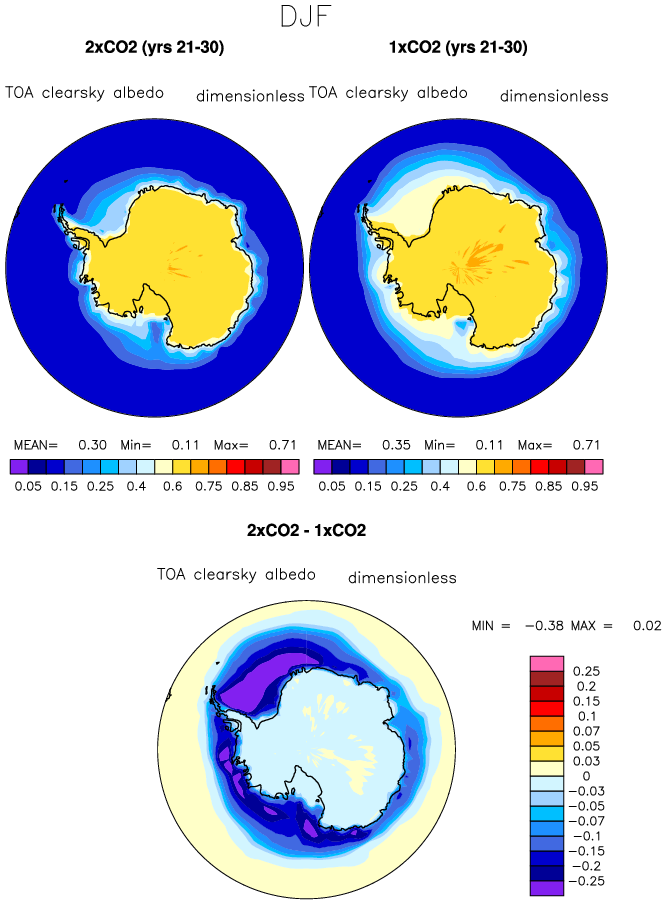 DJF
2xCO2 (yrs 21-30) 1xCO2 (yrs 21-30)
TOA clearsky albedo dimensionless TOA clearsky albedo dimensionless
MEAN= 0.30 Min= 0.11 Max= 0.71 MEAN= 0.35 Min= 0.11 Max= 0.71
0.05 0.15 0.25 0.4 0.6 0.75 0.85 0.95 0.05 0.15 0.25 0.4 0.6 0.75 0.85 0.95
2xCO2 - 1xCO2
TOA clearsky albedo dimensionless
MIN = -0.38 MAX = 0.02
0.25
0.2
0.15
0.1
0.07
0.05
0.03
0
-0.03
-0.05
-0.07
-0.1
-0.15
-0.2
-0.25